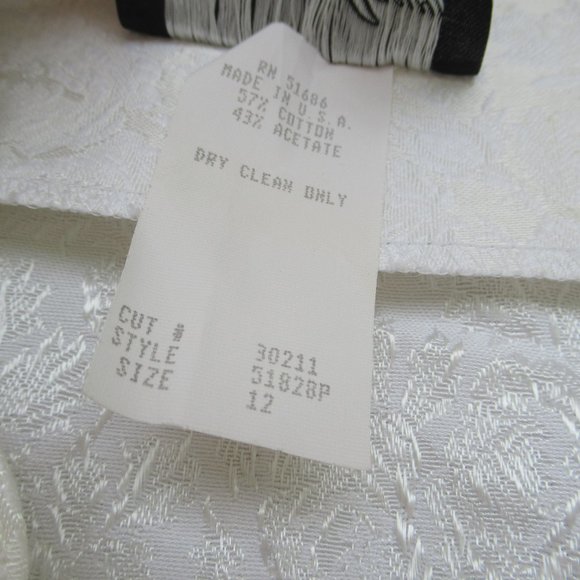 RN 51686
MADE IN U.S.A.
57% COTTON
43% ACETATE
DRY CLEAN ONLY
CUT # 30211
STYLE 51828P
SIZE 12